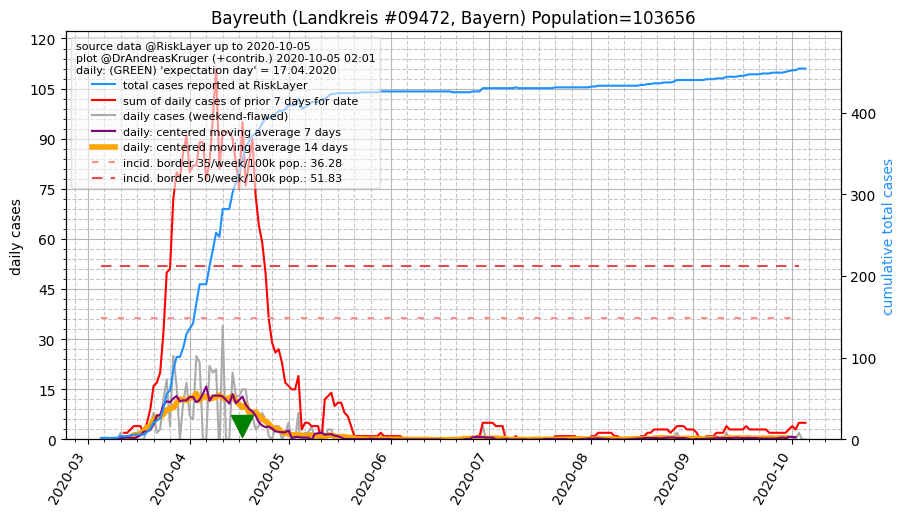 Bayreuth (Landkreis #09472, Bayern) Population=103656
source data @RiskLayer up to 2020-10-05
plot @DrAndreasKruger (+contrib.) 2020-10-05 02:01
daily: (GREEN) 'expectation day' = 17.04.2020
total cases reported at RiskLayer
sum of daily cases of prior 7 days for date
daily cases (weekend-flawed)
daily: centered moving average 7 days
daily: centered moving average 14 days
incid. border 35/week/100k pop.: 36.28
incid. border 50/week/100k pop.: 51.83
daily cases
120
105
90
75
60
45
30
15
0
cumulative total cases
400
300
200
100
0
2020-03
2020-04
2020-05
2020-06
2020-07
2020-08
2020-09
2020-10